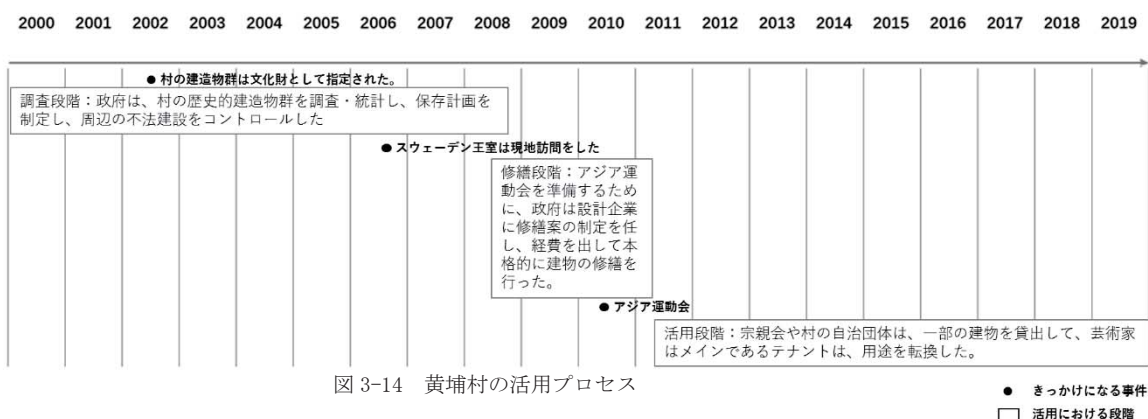 2000 2001 2002 2003 2004 2005 2006 2007 2008 2009 2010 2011 2012 2013 2014 2015 2016 2017 2018 2019
● 村の建造物群は文化財として指定された。
調査段階：政府は、村の歴史的建造物群を調査・統計し、保存計画を
制定し、周辺の不法建設をコントロールした
● スウェーデン王室は現地訪問をした
修繕段階：アジア運
動会を準備するため
に、政府は設計企業
に修繕案の制定を任
し、経費を出して本
格的に建物の修繕を
行った。
● アジア運動会
活用段階：宗親会や村の自治団体は、一部の建物を貸出して、芸術家
はメインであるテナントは、用途を転換した。
図 3-14　黄埔村の活用プロセス
● きっかけになる事件
活用における段階